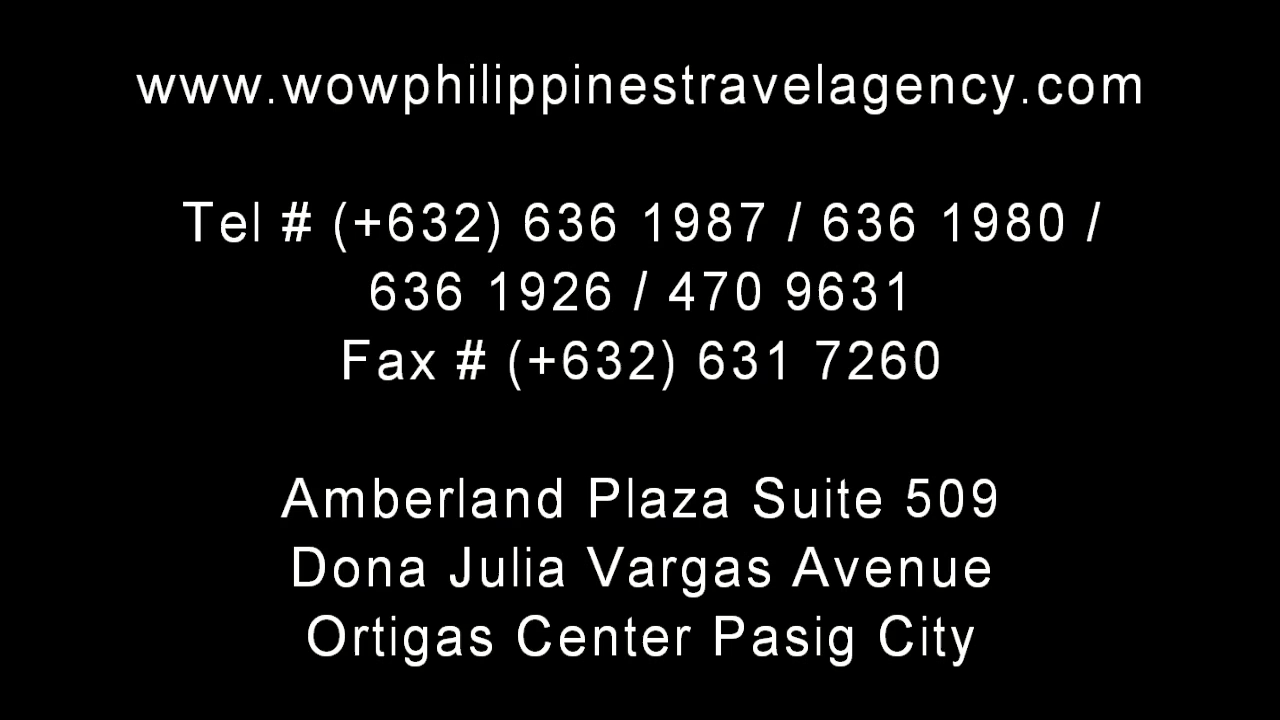 www.wowphilippinestravelagency.com
Tel # (+632) 636 1987 / 636 1980 /
636 1926 / 470 9631
Fax # (+632) 631 7260
Amberland Plaza Suite 509
Dona Julia Vargas Avenue
Ortigas Center Pasig City